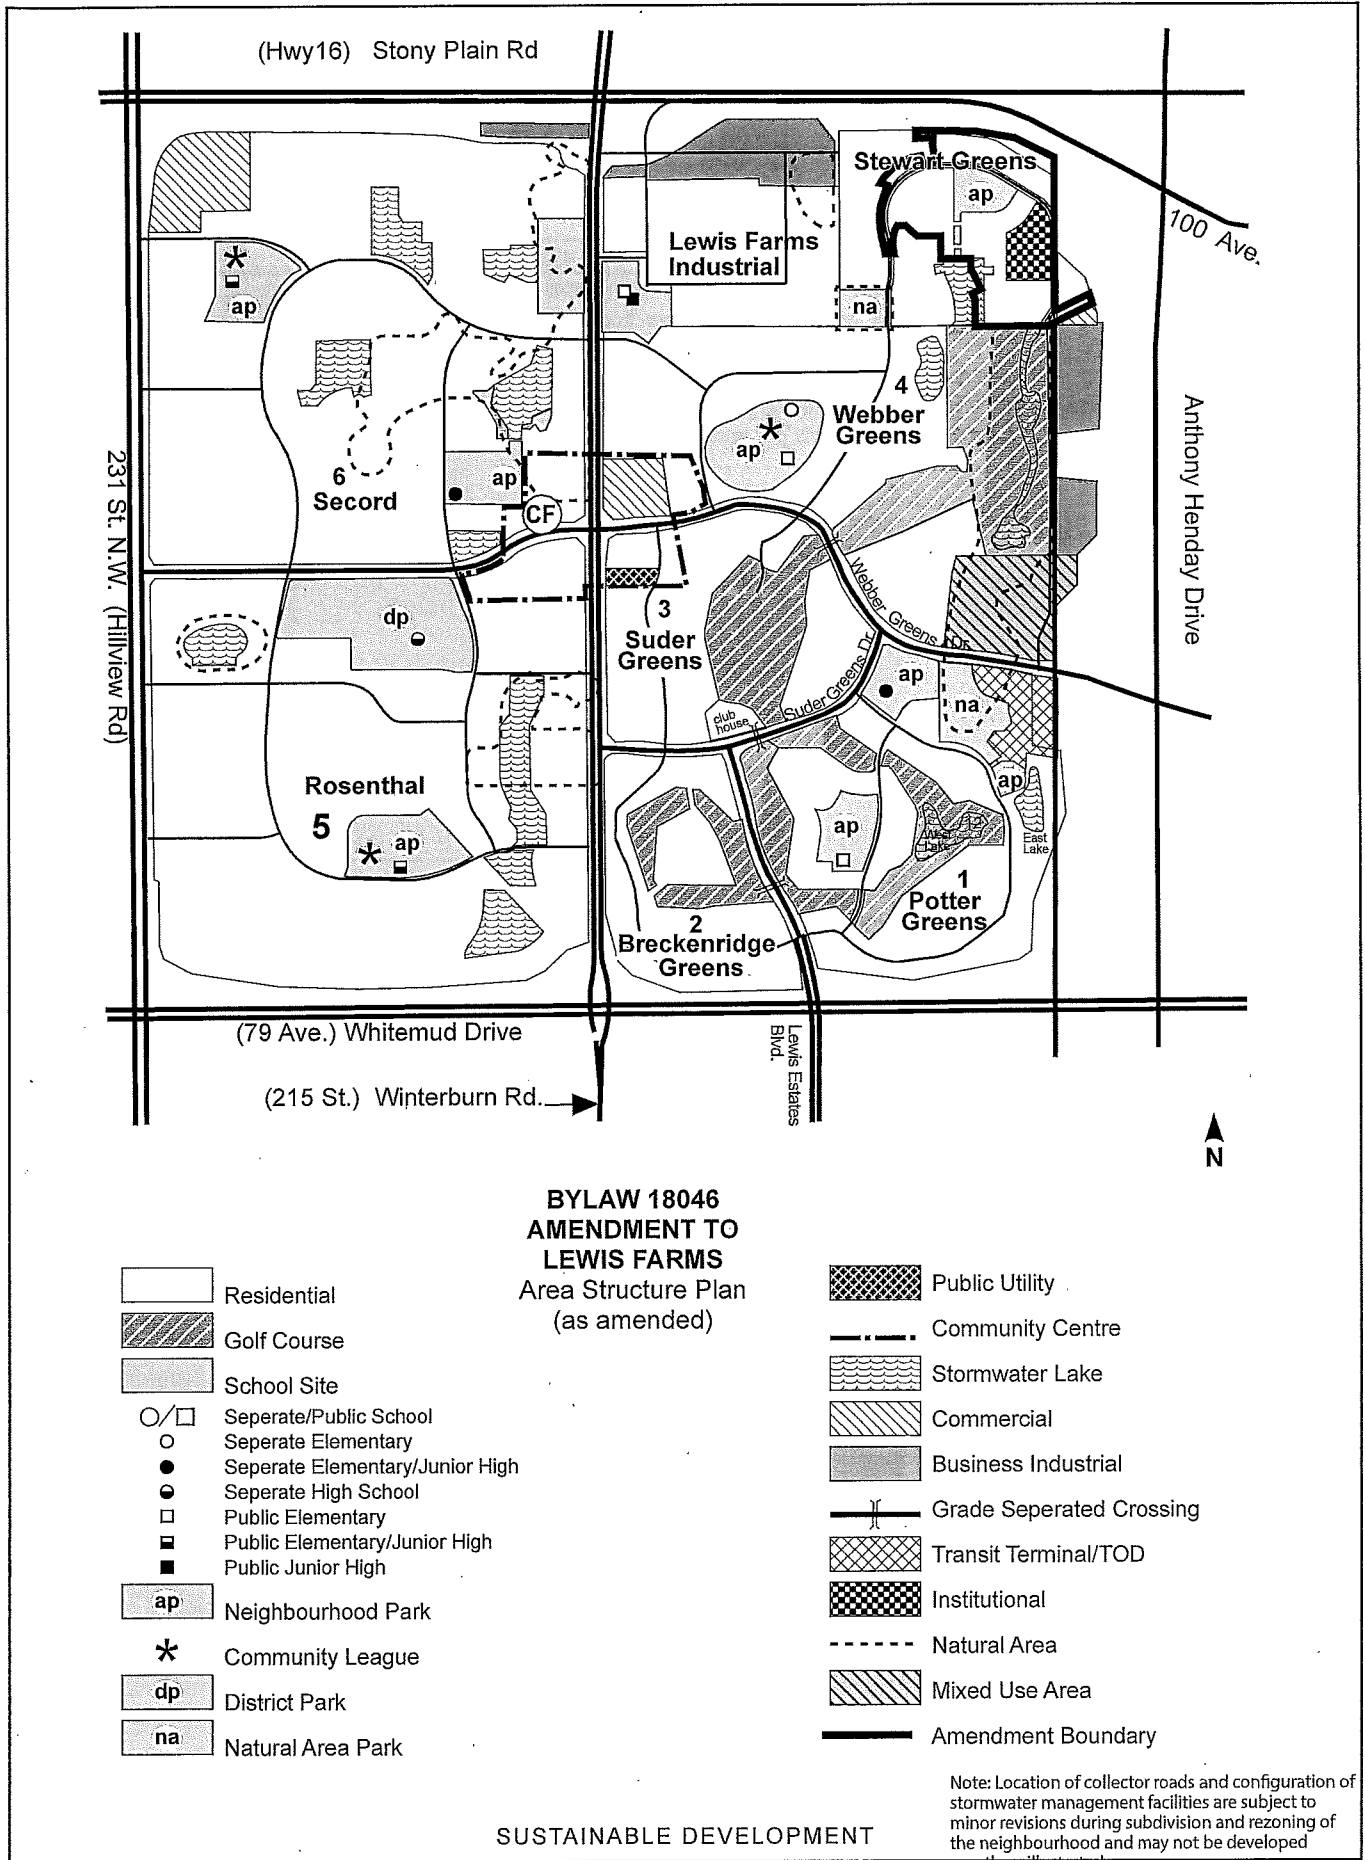 (Hwy16) Stony Plain Rd
Stewart Greens
ap
100 Ave.
Lewis Farms
Industrial
ap
na
4
Webber
Greens
ap
Anthony Henday Drive
231 St. N.W. (Hillview Rd)
6
Secord
ap
CF
Webber Greens Dr.
dp
3
Suder
Greens
Suder Greens Dr.
ap
na
club
house
Rosenthal
5
ap
ap
ap
West
Lake
East
Lake
1
Potter
Greens
2
Breckenridge
Greens
(79 Ave.) Whitemud Drive
Lewis Estates
Blvd.
(215 St.) Winterburn Rd.
N
BYLAW 18046
AMENDMENT TO
LEWIS FARMS
Area Structure Plan
(as amended)
Residential
Golf Course
School Site
Seperate/Public School
Seperate Elementary
Seperate Elementary/Junior High
Seperate High School
Public Elementary
Public Elementary/Junior High
Public Junior High
ap Neighbourhood Park
Community League
dp District Park
na Natural Area Park
Public Utility
Community Centre
Stormwater Lake
Commercial
Business Industrial
Grade Seperated Crossing
Transit Terminal/TOD
Institutional
Natural Area
Mixed Use Area
Amendment Boundary
Note: Location of collector roads and configuration of
stormwater management facilities are subject to
minor revisions during subdivision and rezoning of
the neighbourhood and may not be developed
SUSTAINABLE DEVELOPMENT